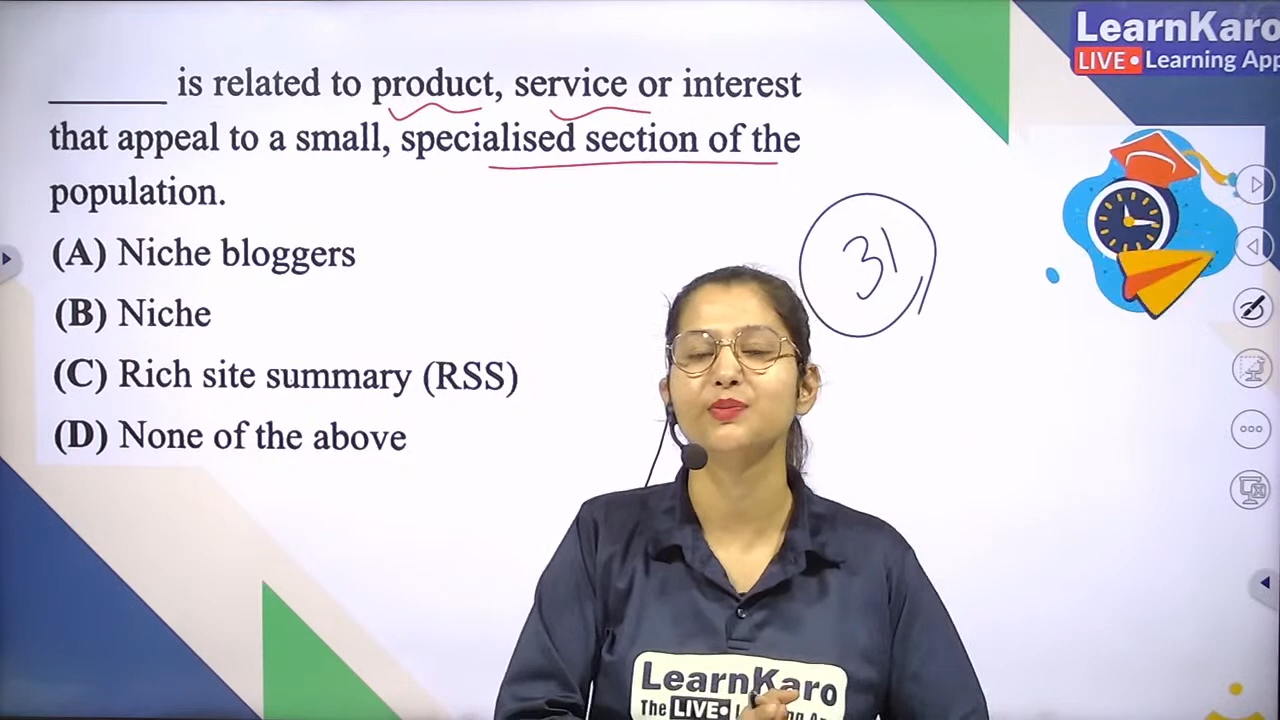 LearnKaro
LIVE Learning App
______ is related to product, service or interest
that appeal to a small, specialised section of the
population.
(A) Niche bloggers
(B) Niche
(C) Rich site summary (RSS)
(D) None of the above
31
LearnKaro
The LIVE